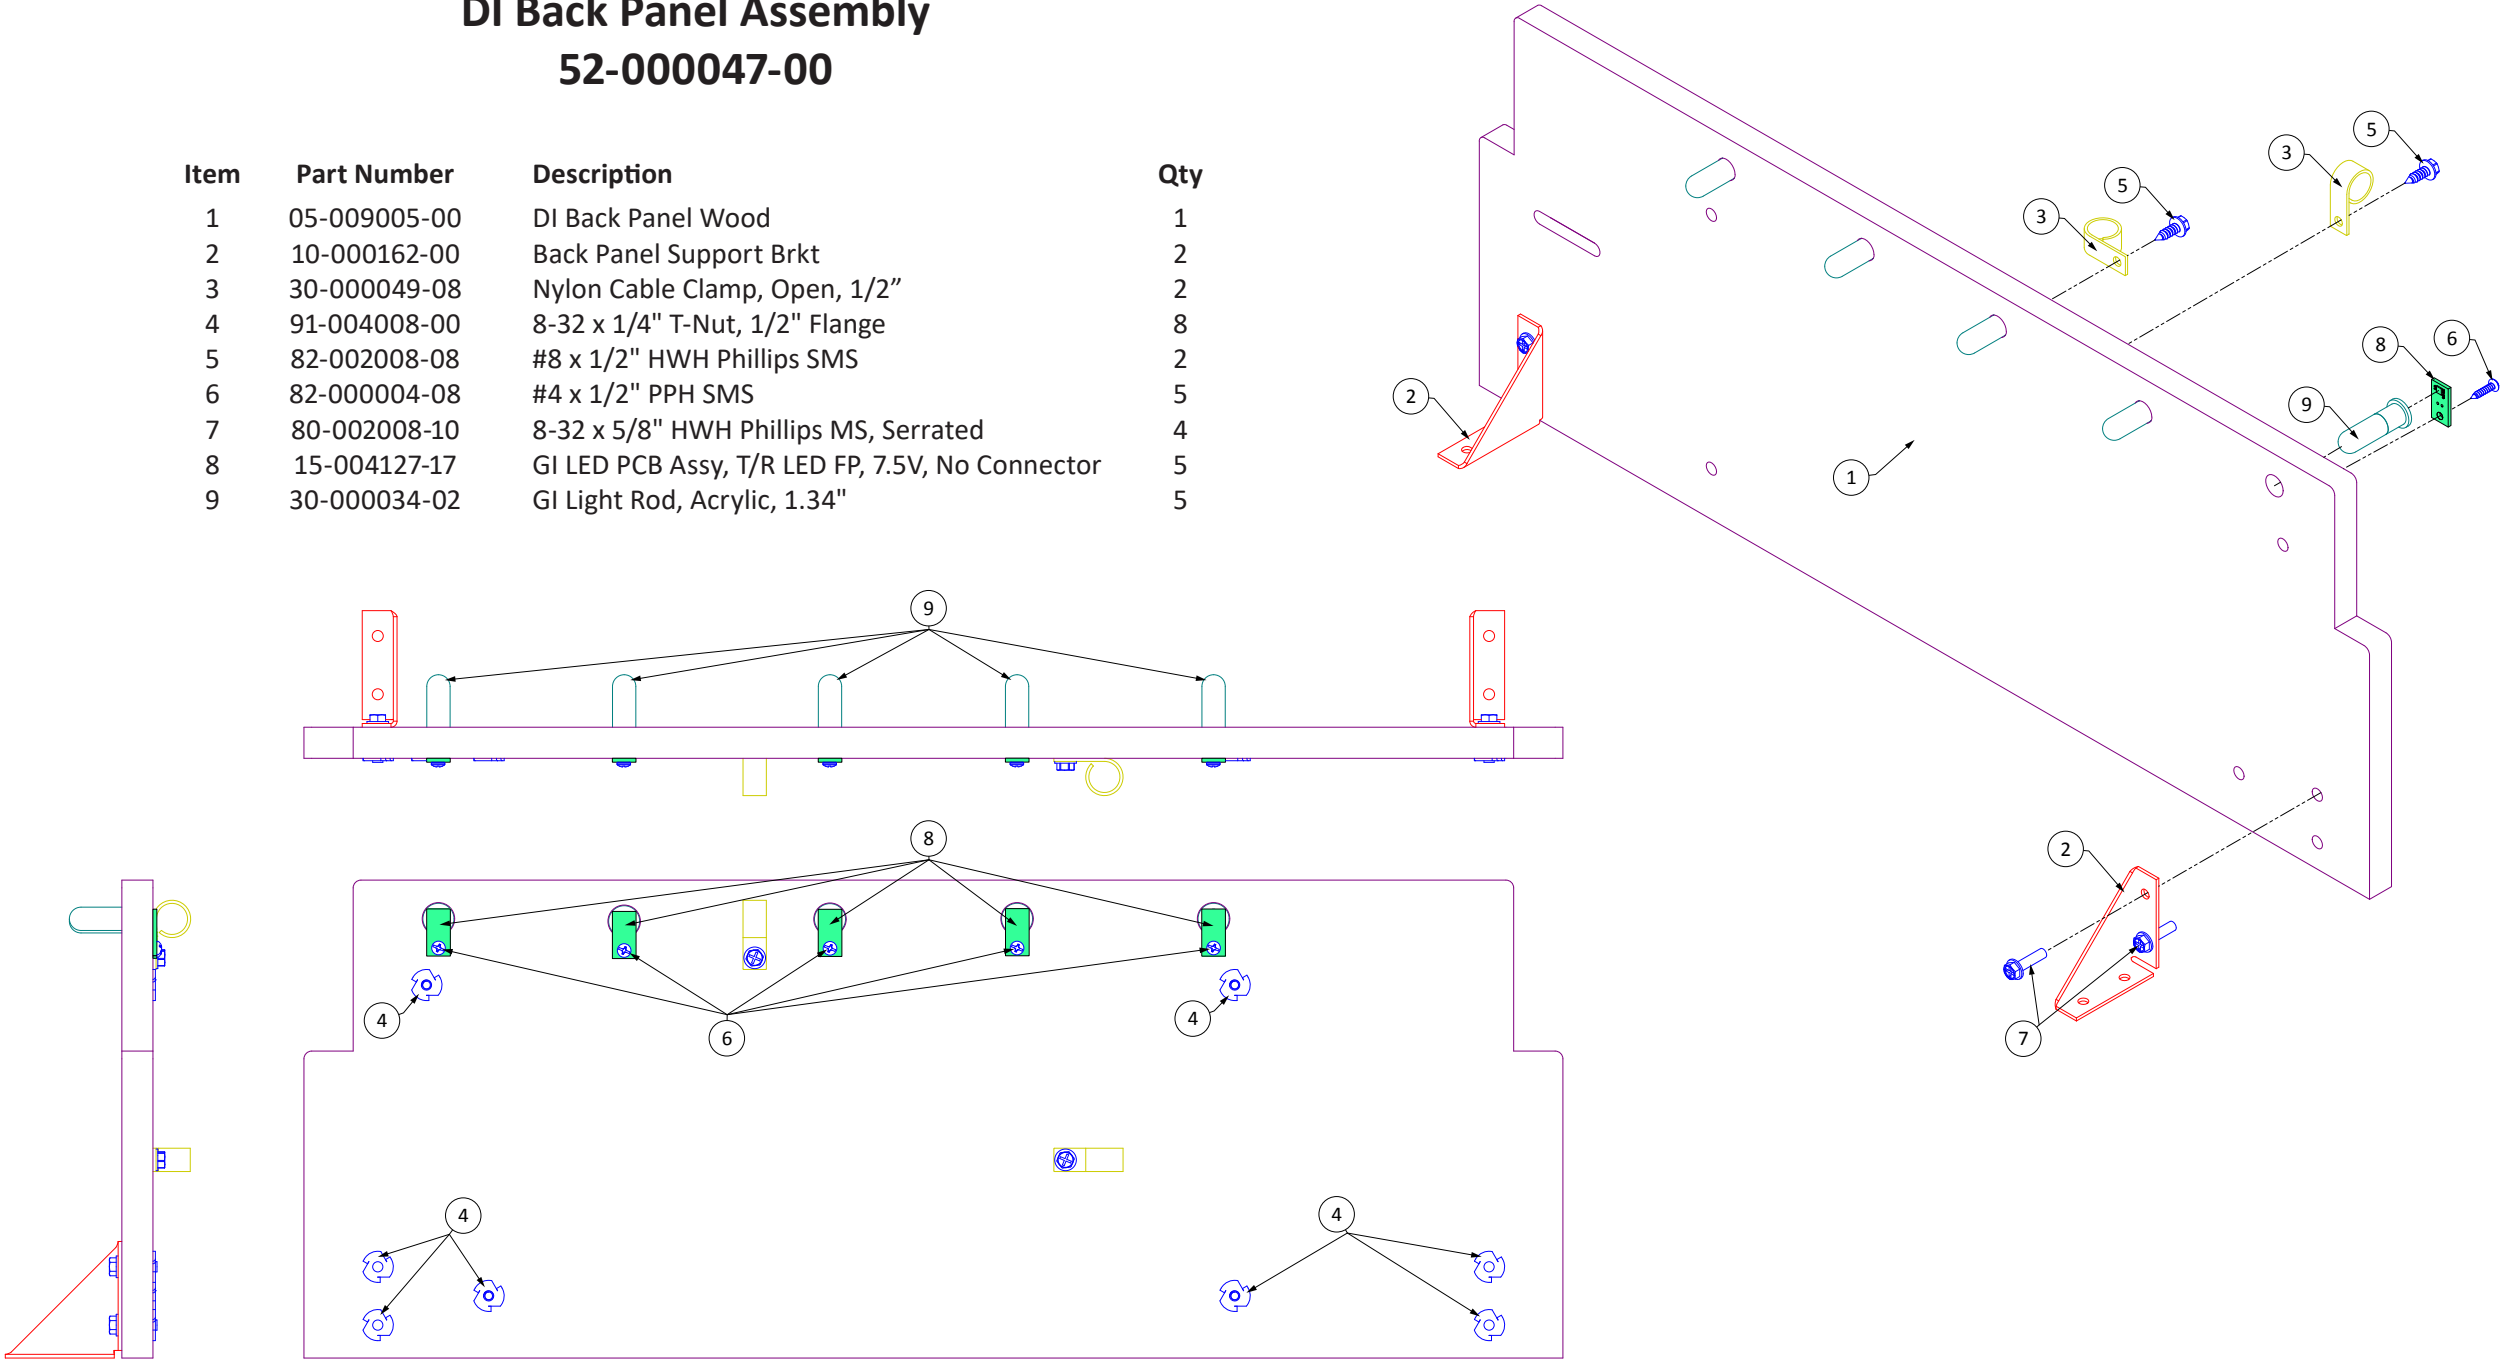 DI Back Panel Assembly
52-000047-00
Item Part Number Description Qty
1 05-009005-00 DI Back Panel Wood 1
2 10-000162-00 Back Panel Support Brkt 2
3 30-000049-08 Nylon Cable Clamp, Open, 1/2” 2
4 91-004008-00 8-32 x 1/4" T-Nut, 1/2" Flange 8
5 82-002008-08 #8 x 1/2" HWH Phillips SMS 2
6 82-000004-08 #4 x 1/2" PPH SMS 5
7 80-002008-10 8-32 x 5/8" HWH Phillips MS, Serrated 4
8 15-004127-17 GI LED PCB Assy, T/R LED FP, 7.5V, No Connector 5
9 30-000034-02 GI Light Rod, Acrylic, 1.34" 5
5
3
5
3
8
6
2
9
1
2
7
9
8
4
6
4
4
4